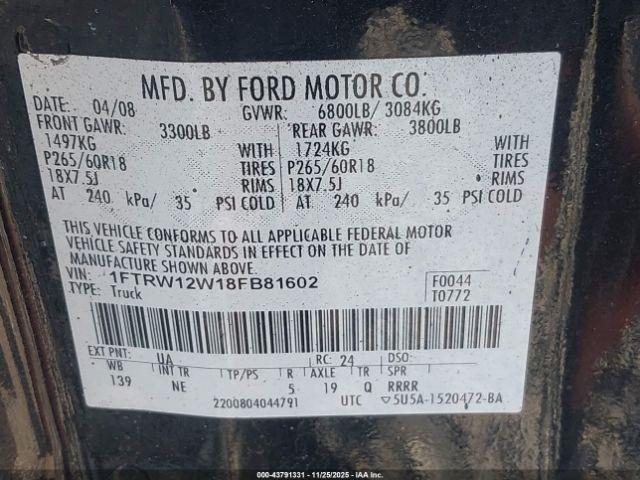 MFD. BY FORD MOTOR CO.
DATE: 04/08 GVWR: 6800LB/ 3084KG
FRONT GAWR: 3300LB REAR GAWR: 3800LB
1497KG WITH 1724KG WITH
P265/60R18 TIRES P265/60R18 TIRES
18X7.5J RIMS 18X7.5J RIMS
AT 240 kPa/ 35 PSI COLD AT 240 kPa/ 35 PSI COLD
THIS VEHICLE CONFORMS TO ALL APPLICABLE FEDERAL MOTOR
VEHICLE SAFETY STANDARDS IN EFFECT ON THE DATE OF
MANUFACTURE SHOWN ABOVE.
VIN: 1FTRW12W18FB81602 F0044
TYPE: Truck T0772
EXT PNT: UA RC: 24 DSO:
WB INT TR TP/PS R AXLE TR SPR
139 NE 5 19 Q RRRR
2200804044791 UTC ▽5U5A-1520472-BA
000-43791331 - 11/25/2025 - IAAI, Inc.